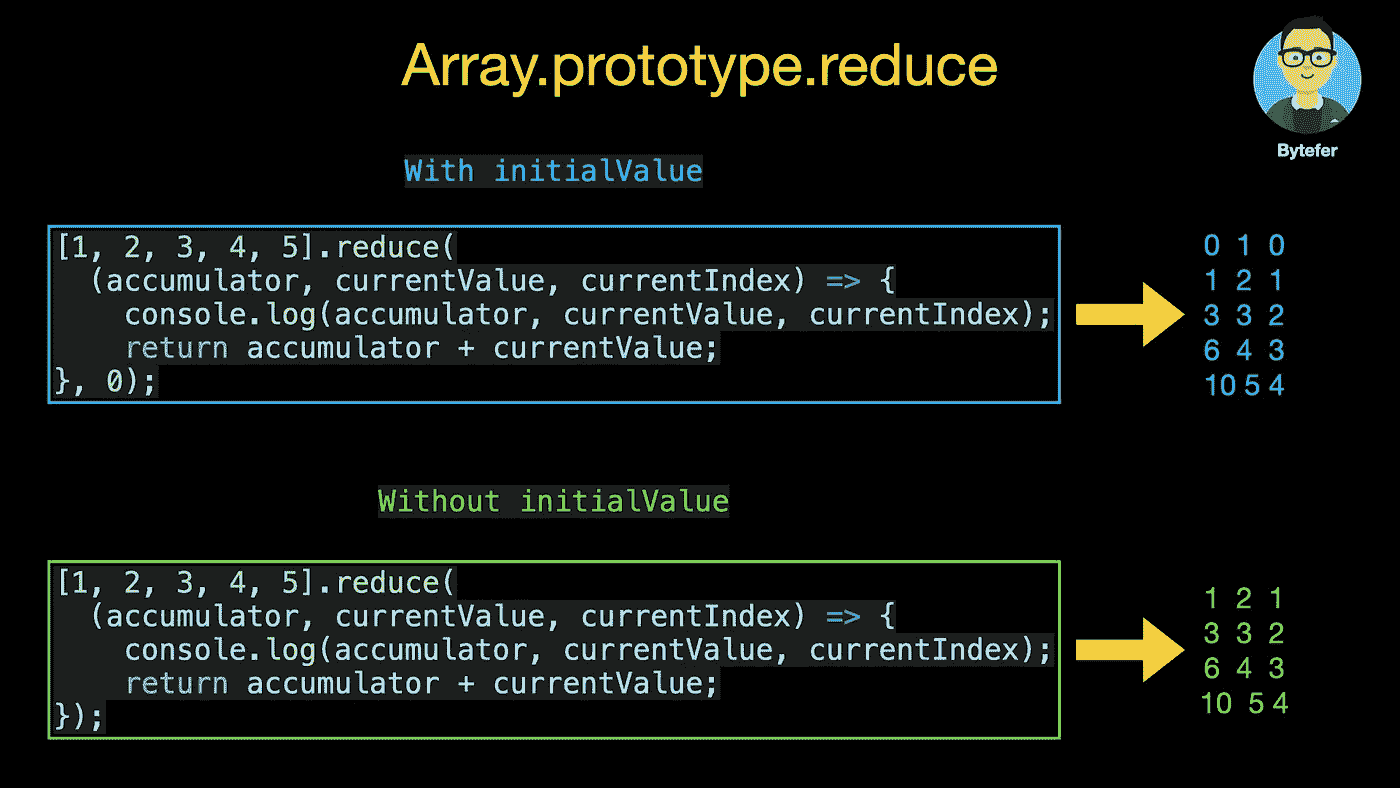 Array.prototype.reduce
Bytefer
With initialValue
[1, 2, 3, 4, 5].reduce(
  (accumulator, currentValue, currentIndex) => {
    console.log(accumulator, currentValue, currentIndex);
    return accumulator + currentValue;
}, 0);
0 1 0
1 2 1
3 3 2
6 4 3
10 5 4
Without initialValue
[1, 2, 3, 4, 5].reduce(
  (accumulator, currentValue, currentIndex) => {
    console.log(accumulator, currentValue, currentIndex);
    return accumulator + currentValue;
});
1 2 1
3 3 2
6 4 3
10 5 4